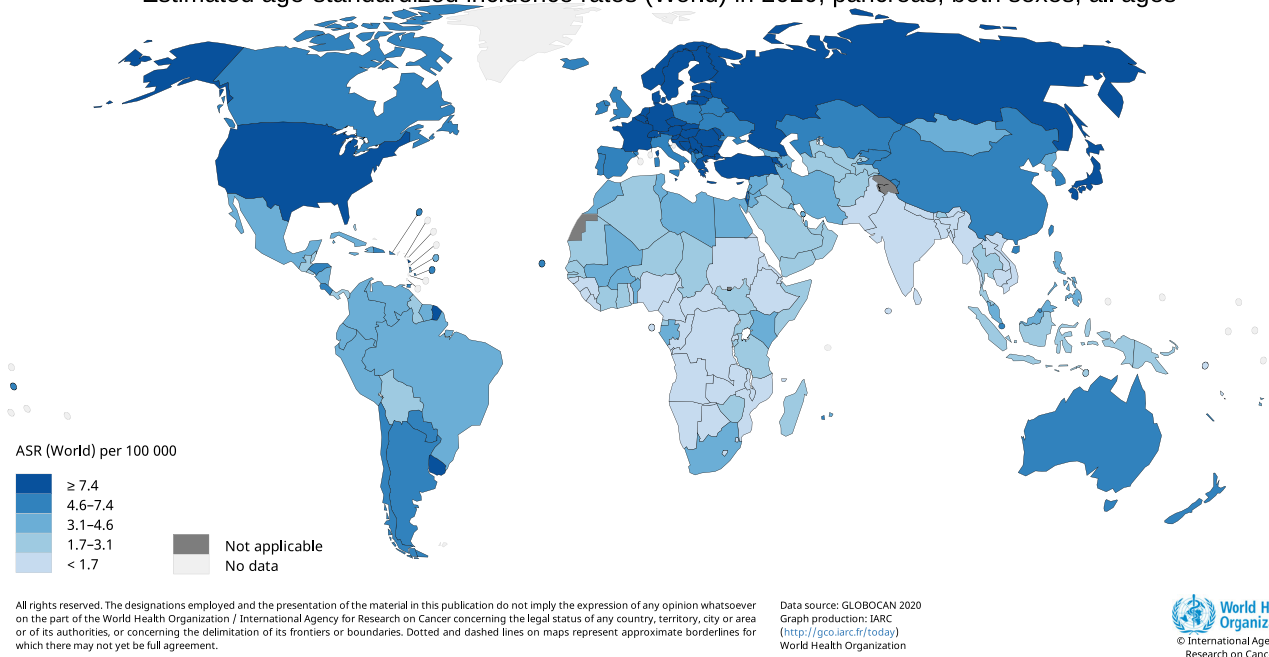 Estimated age-standardized incidence rates (World) in 2020, pancreas, both sexes, all ages
ASR (World) per 100 000
≥ 7.4
4.6–7.4
3.1–4.6
1.7–3.1
< 1.7
Not applicable
No data
All rights reserved. The designations employed and the presentation of the material in this publication do not imply the expression of any opinion whatsoever
on the part of the World Health Organization / International Agency for Research on Cancer concerning the legal status of any country, territory, city or area
or of its authorities, or concerning the delimitation of its frontiers or boundaries. Dotted and dashed lines on maps represent approximate borderlines for
which there may not yet be full agreement.
Data source: GLOBOCAN 2020
Graph production: IARC
(http://gco.iarc.fr/today)
World Health Organization
World H
Organiz
© International Age
Research on Canc